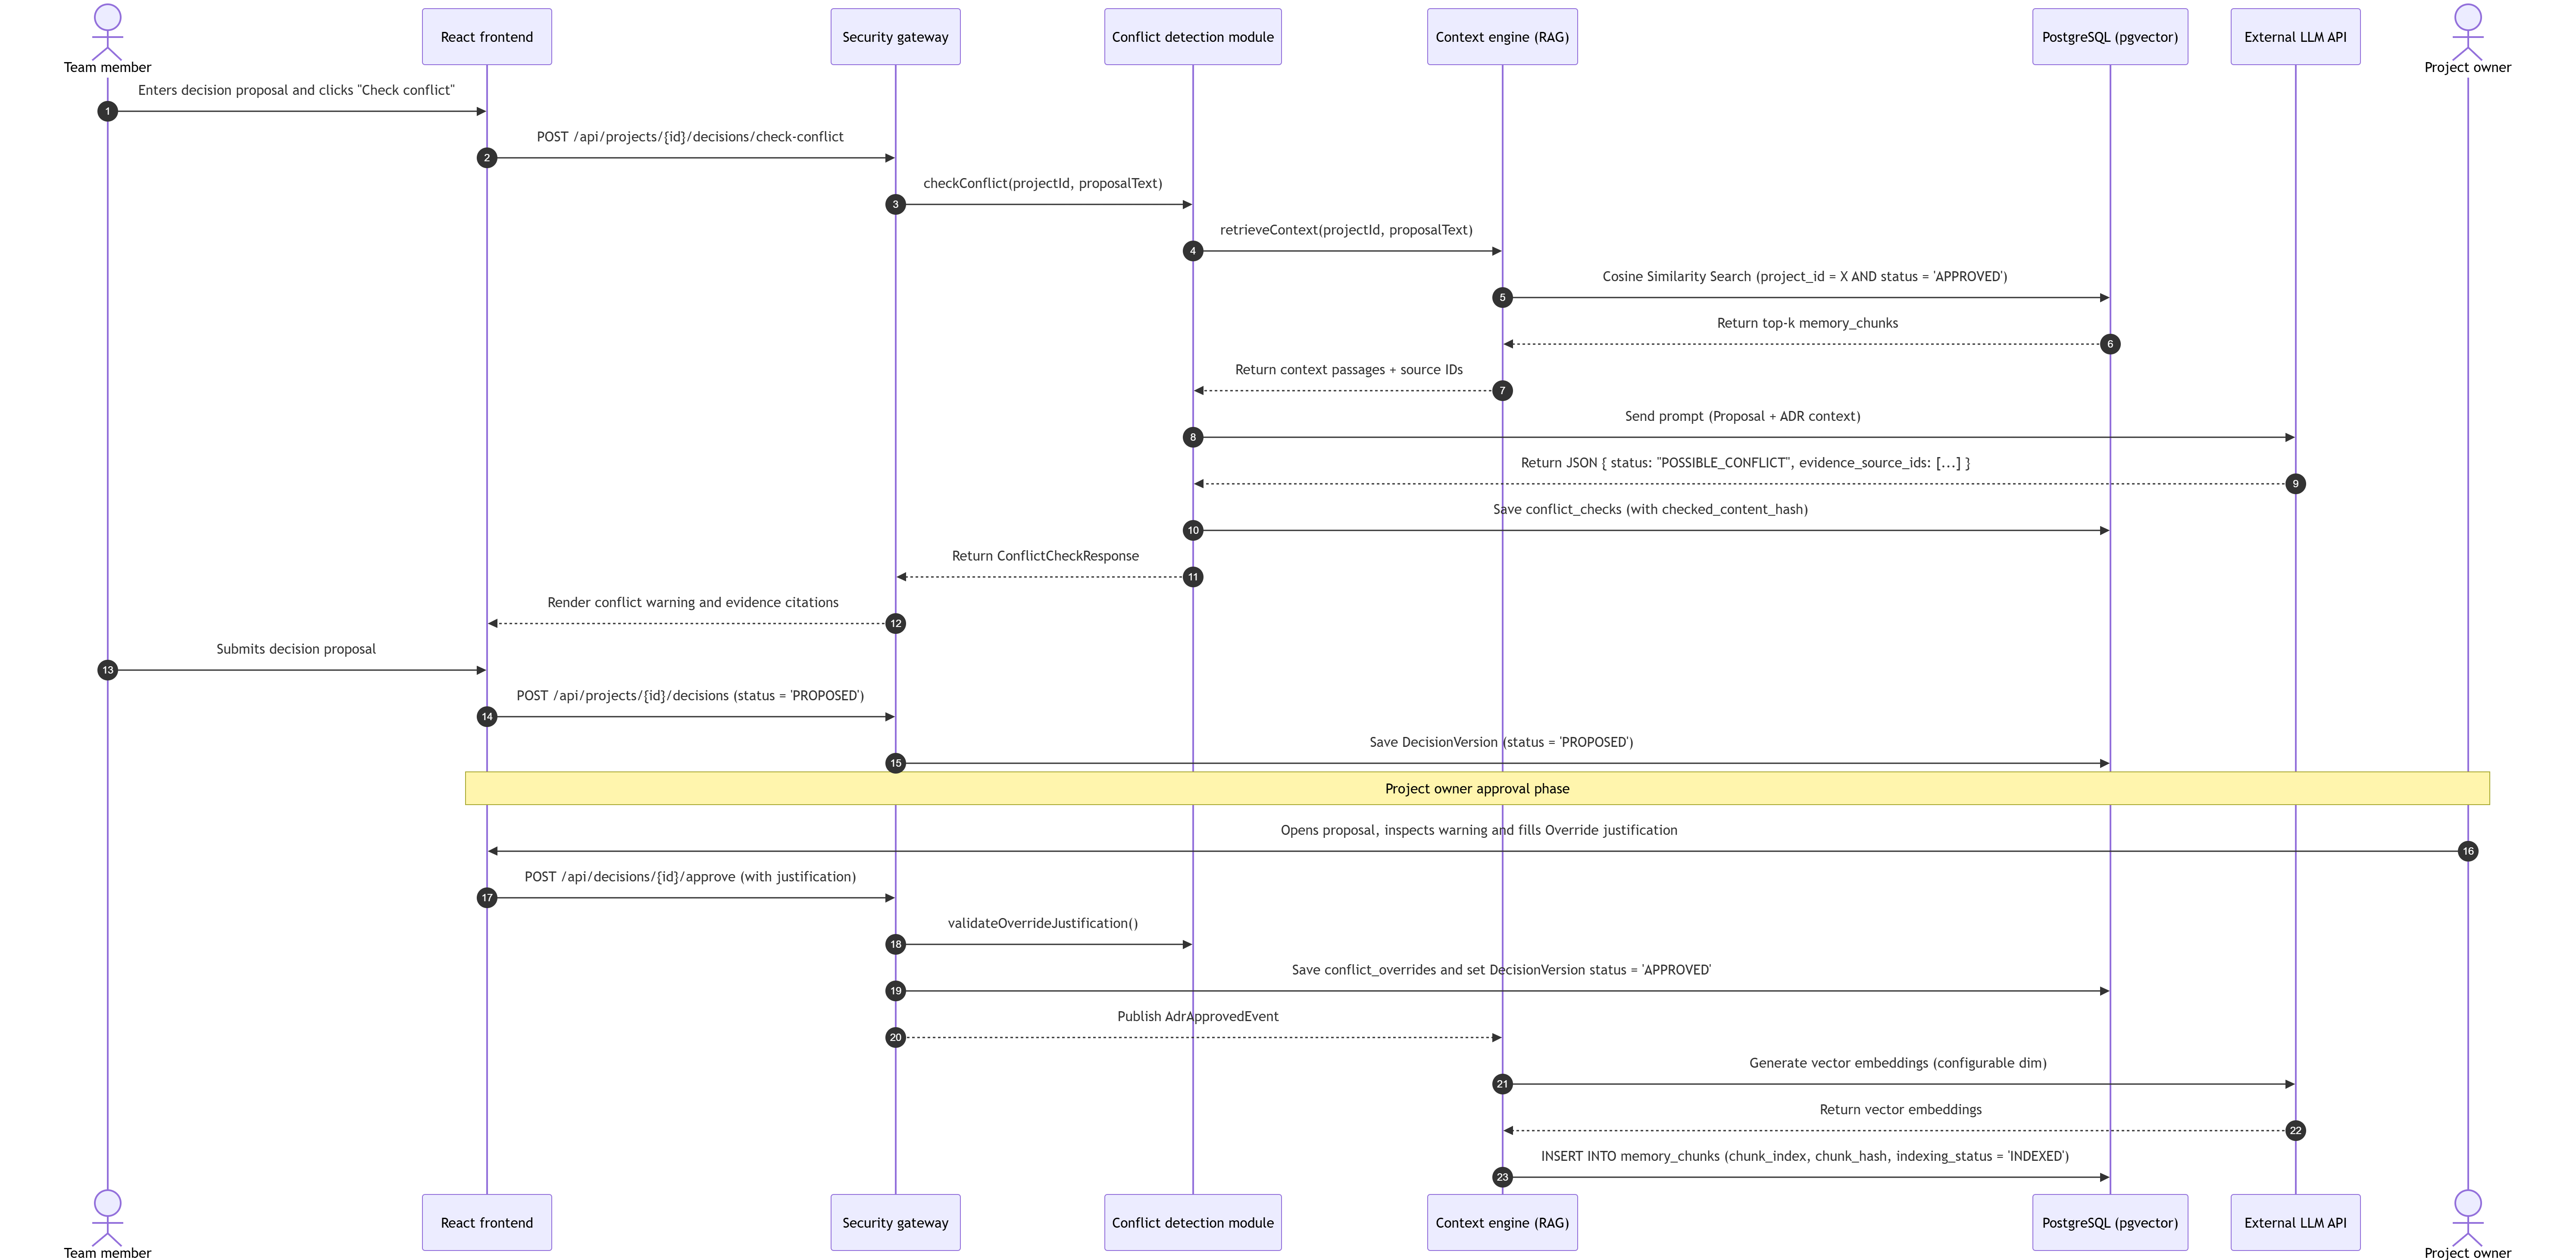 Team member
React frontend
Security gateway
Conflict detection module
Context engine (RAG)
PostgreSQL (pgvector)
External LLM API
Project owner
Enters decision proposal and clicks "Check conflict"
1
POST /api/projects/{id}/decisions/check-conflict
2
checkConflict(projectId, proposalText)
3
retrieveContext(projectId, proposalText)
4
Cosine Similarity Search (project_id = X AND status = 'APPROVED')
5
Return top-k memory_chunks
6
Return context passages + source IDs
7
Send prompt (Proposal + ADR context)
8
Return JSON { status: "POSSIBLE_CONFLICT", evidence_source_ids: [...] }
9
Save conflict_checks (with checked_content_hash)
10
Return ConflictCheckResponse
11
Render conflict warning and evidence citations
12
Submits decision proposal
13
POST /api/projects/{id}/decisions (status = 'PROPOSED')
14
Save DecisionVersion (status = 'PROPOSED')
15
Project owner approval phase
Opens proposal, inspects warning and fills Override justification
16
POST /api/decisions/{id}/approve (with justification)
17
validateOverrideJustification()
18
Save conflict_overrides and set DecisionVersion status = 'APPROVED'
19
Publish AdrApprovedEvent
20
Generate vector embeddings (configurable dim)
21
Return vector embeddings
22
INSERT INTO memory_chunks (chunk_index, chunk_hash, indexing_status = 'INDEXED')
23
Team member
React frontend
Security gateway
Conflict detection module
Context engine (RAG)
PostgreSQL (pgvector)
External LLM API
Project owner